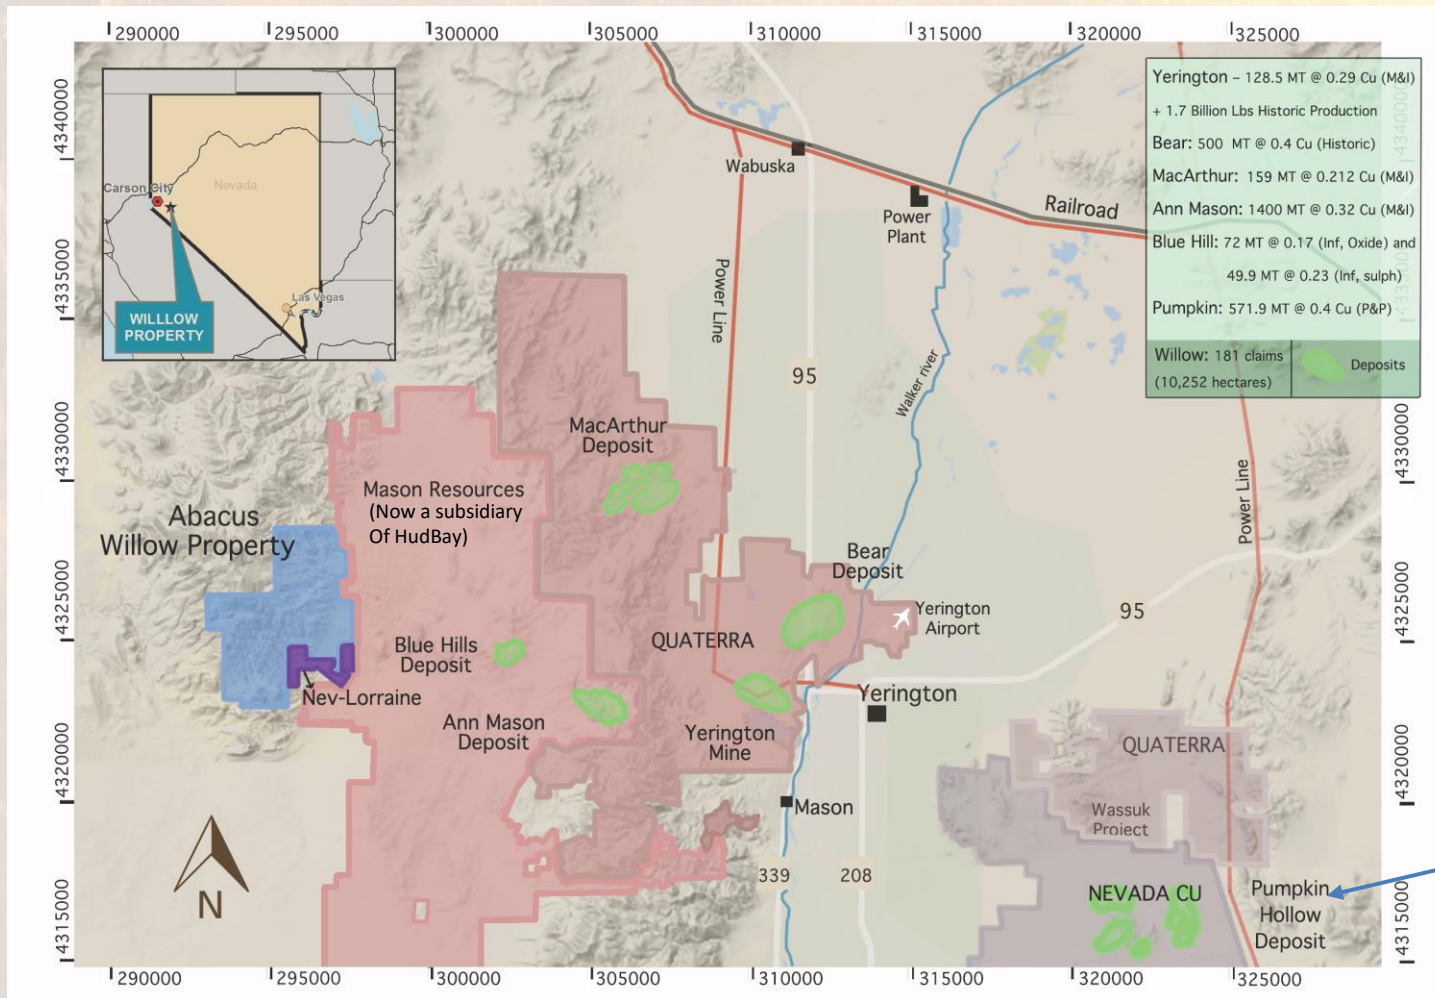 290000
295000
300000
305000
310000
315000
320000
325000
4340000
4335000
4330000
4325000
4320000
4315000
Nevada
Carson City
Las Vegas
WILLLOW
PROPERTY
Wabuska
Power
Plant
Railroad
Power Line
95
Walker river
Yerington – 128.5 MT @ 0.29 Cu (M&I)
+ 1.7 Billion Lbs Historic Production
Bear: 500 MT @ 0.4 Cu (Historic)
MacArthur: 159 MT @ 0.212 Cu (M&I)
Ann Mason: 1400 MT @ 0.32 Cu (M&I)
Blue Hill: 72 MT @ 0.17 (Inf, Oxide) and
49.9 MT @ 0.23 (Inf, sulph)
Pumpkin: 571.9 MT @ 0.4 Cu (P&P)
Willow: 181 claims
(10,252 hectares)
Deposits
4340000
4335000
4330000
4325000
4320000
4315000
MacArthur
Deposit
Mason Resources
(Now a subsidiary
Of HudBay)
Abacus
Willow Property
Power Line
Bear
Deposit
Yerington
Airport
95
QUATERRA
Blue Hills
Deposit
Nev-Lorraine
Ann Mason
Deposit
Yerington
Mine
Yerington
QUATERRA
Wassuk
Project
Mason
N
339
208
NEVADA CU
Pumpkin
Hollow
Deposit
290000
295000
300000
305000
310000
315000
320000
325000